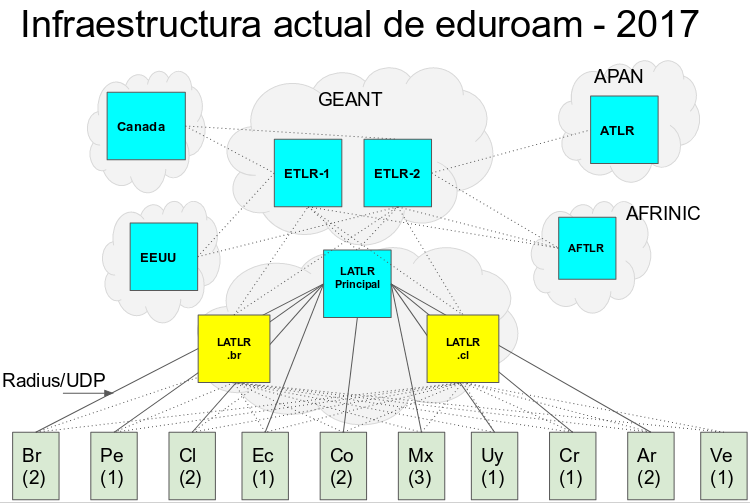 Infraestructura actual de eduroam - 2017
GEANT
APAN
Canada
ATLR
ETLR-1
ETLR-2
AFRINIC
EEUU
AFTLR
LATLR
Principal
LATLR
.br
LATLR
.cl
Radius/UDP
Br
(2)
Pe
(1)
Cl
(2)
Ec
(1)
Co
(2)
Mx
(3)
Uy
(1)
Cr
(1)
Ar
(2)
Ve
(1)